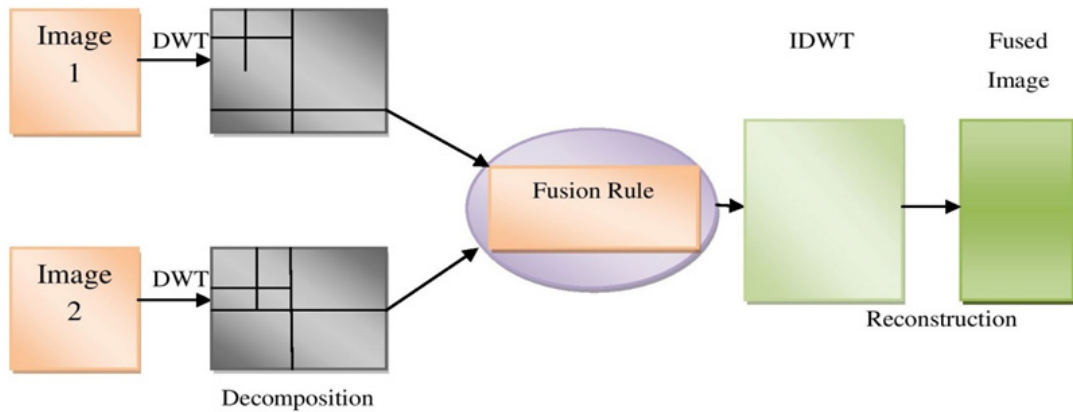 Image
1
DWT
IDWT
Fused
Image
Fusion Rule
Image
2
DWT
Reconstruction
Decomposition